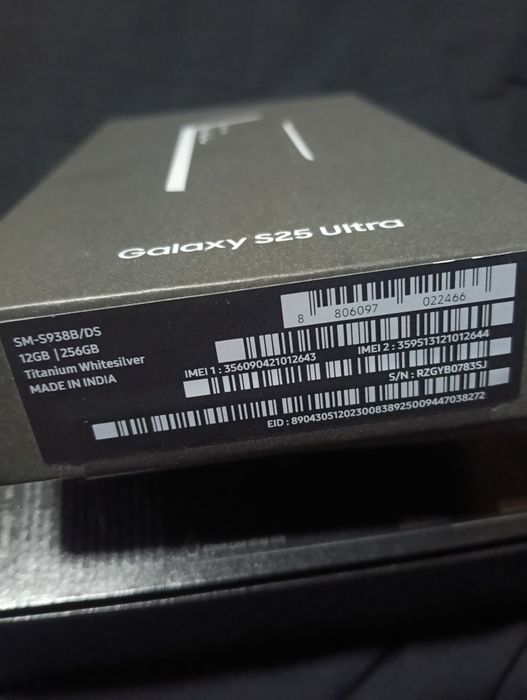 Galaxy S25 Ultra
SM-S938B/DS
12GB | 256GB
Titanium Whitesilver
MADE IN INDIA
8 806097 022466
IMEI 1 : 356090421012643
IMEI 2 : 359513121012644
S/N : RZGYB0783SJ
EID : 89043051202300838925009447038272